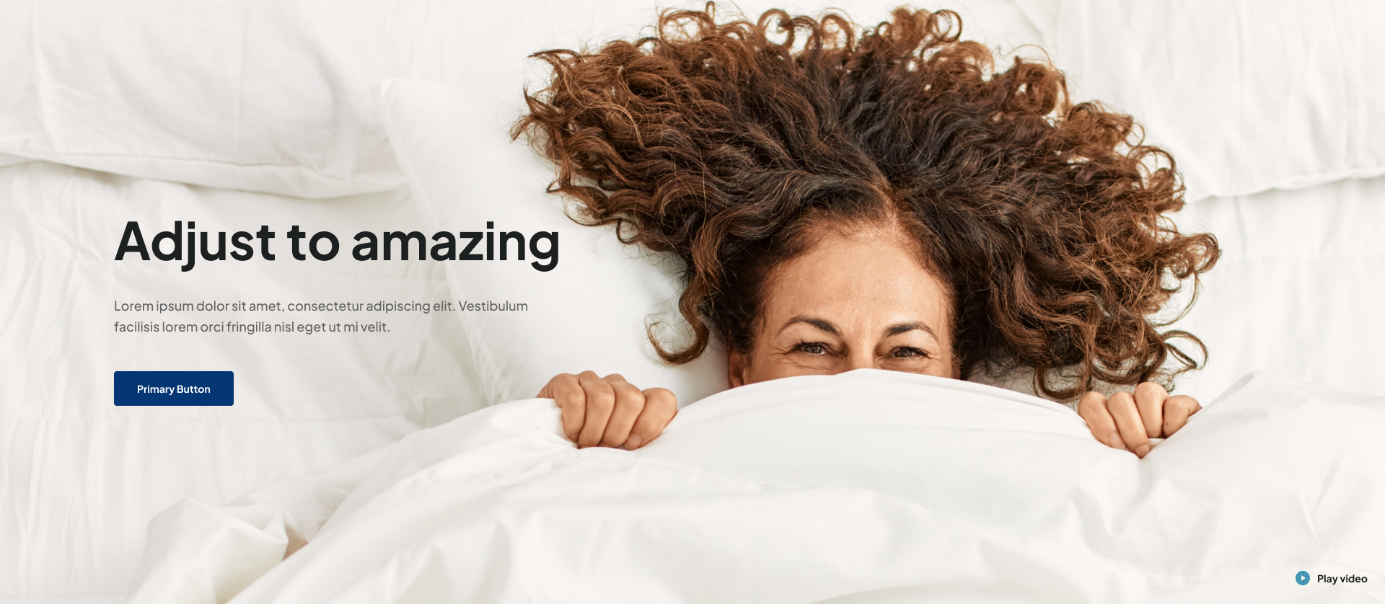 Adjust to amazing
Lorem ipsum dolor sit amet, consectetur adipiscing elit. Vestibulum
facilisis lorem orci fringilla nisl eget ut mi velit.
Primary Button
Play video